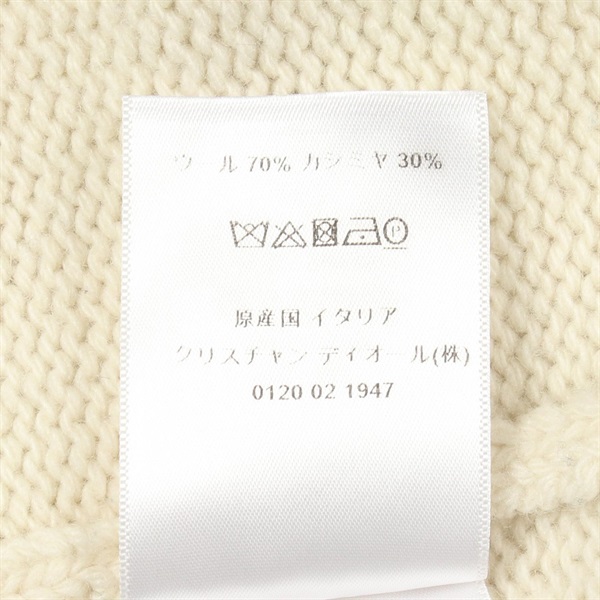 ウール 70% カシミヤ 30%
P
原産国 イタリア
クリスチャン ディオール(株)
0120 02 1947